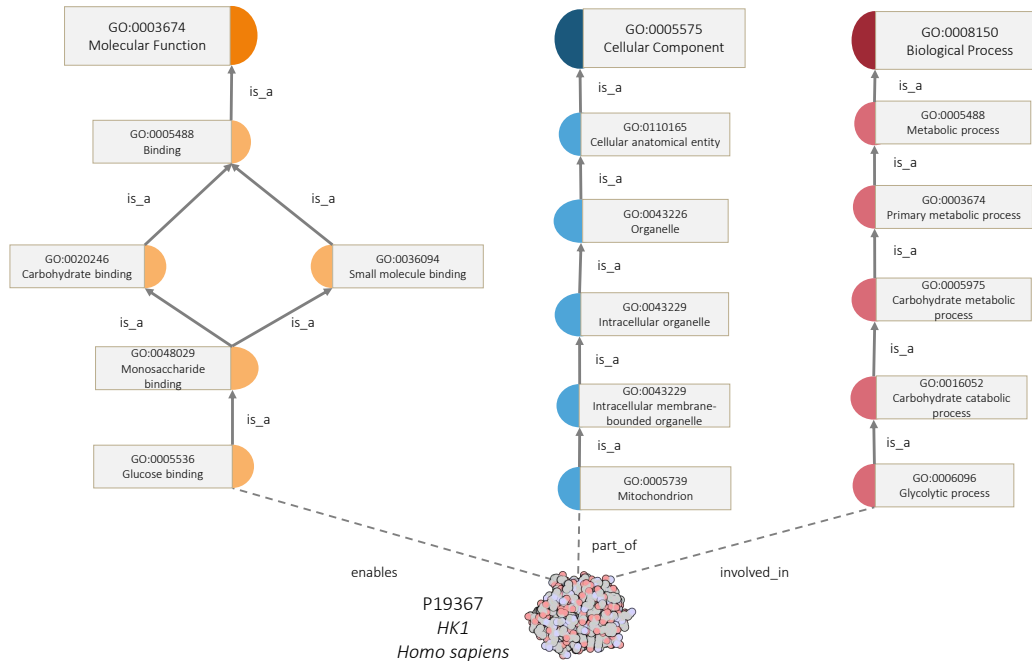 GO:0003674
Molecular Function
is_a
GO:0005488
Binding
is_a
is_a
GO:0020246
Carbohydrate binding
GO:0036094
Small molecule binding
is_a
is_a
GO:0048029
Monosaccharide
binding
is_a
GO:0005536
Glucose binding
enables
GO:0005575
Cellular Component
is_a
GO:0110165
Cellular anatomical entity
is_a
GO:0043226
Organelle
is_a
GO:0043229
Intracellular organelle
is_a
GO:0043229
Intracellular membrane-
bounded organelle
is_a
GO:0005739
Mitochondrion
part_of
GO:0008150
Biological Process
is_a
GO:0005488
Metabolic process
is_a
GO:0003674
Primary metabolic process
is_a
GO:0005975
Carbohydrate metabolic
process
is_a
GO:0016052
Carbohydrate catabolic
process
is_a
GO:0006096
Glycolytic process
involved_in
P19367
HK1
Homo sapiens